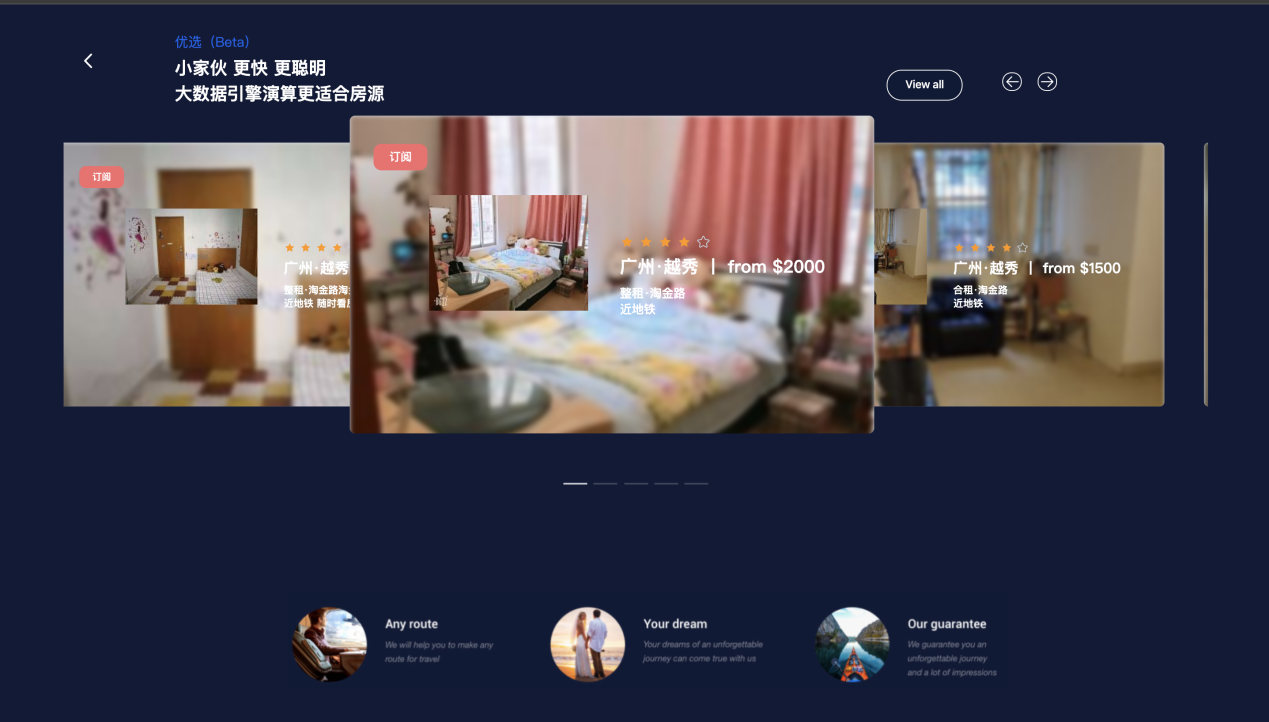 优选（Beta）
小家伙 更快 更聪明
大数据引擎演算更适合房源
View all
订阅
广州·越秀
整租·淘金路淘
近地铁 随时看房
订阅
广州·越秀 | from $2000
整租·淘金路
近地铁
广州·越秀 | from $1500
合租·淘金路
近地铁
Any route
We will help you to make any
route for travel
Your dream
Your dreams of an unforgettable
journey can come true with us
Our guarantee
We guarantee you an
unforgettable journey
and a lot of impressions